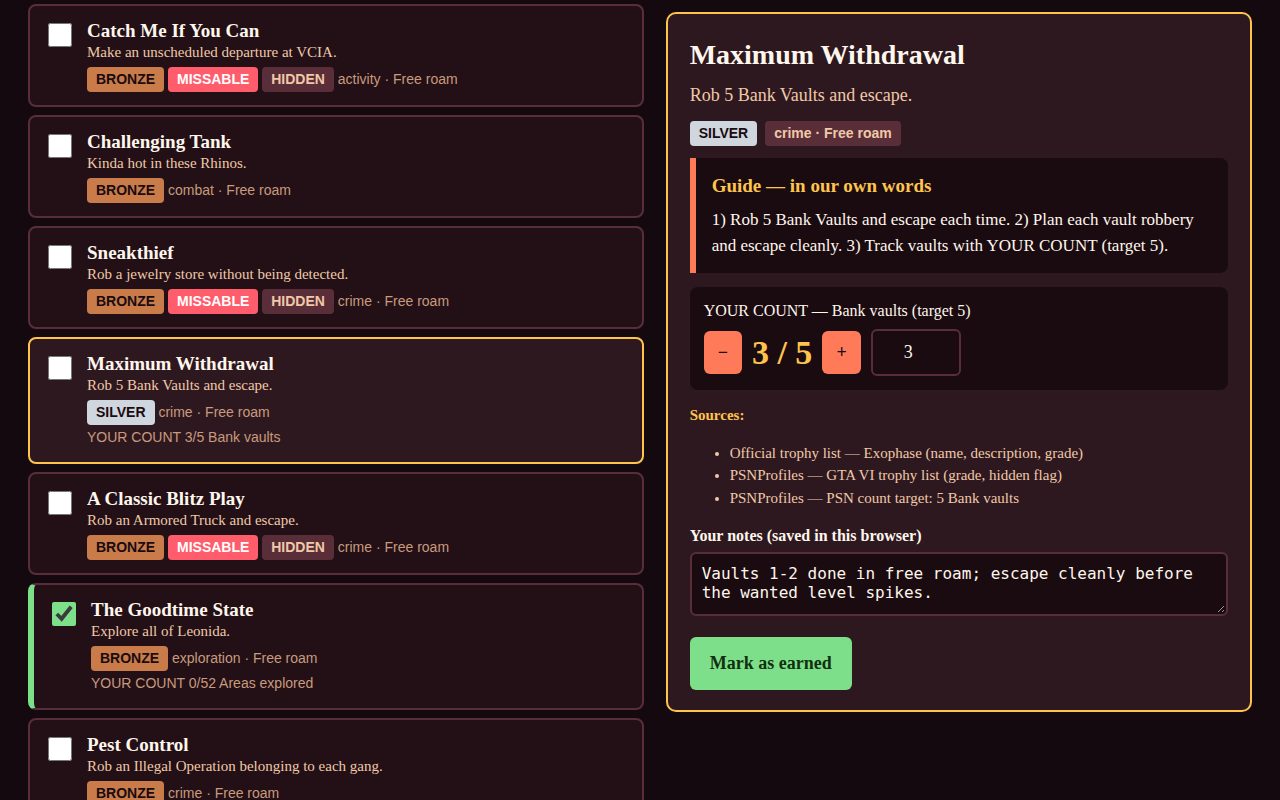 Catch Me If You Can
Make an unscheduled departure at VCIA.
BRONZE MISSABLE HIDDEN activity · Free roam
Challenging Tank
Kinda hot in these Rhinos.
BRONZE combat · Free roam
Sneakthief
Rob a jewelry store without being detected.
BRONZE MISSABLE HIDDEN crime · Free roam
Maximum Withdrawal
Rob 5 Bank Vaults and escape.
SILVER crime · Free roam
YOUR COUNT 3/5 Bank vaults
A Classic Blitz Play
Rob an Armored Truck and escape.
BRONZE MISSABLE HIDDEN crime · Free roam
The Goodtime State
Explore all of Leonida.
BRONZE exploration · Free roam
YOUR COUNT 0/52 Areas explored
Pest Control
Rob an Illegal Operation belonging to each gang.
BRONZE crime · Free roam
Maximum Withdrawal
Rob 5 Bank Vaults and escape.
SILVER crime · Free roam
Guide — in our own words
1) Rob 5 Bank Vaults and escape each time. 2) Plan each vault robbery
and escape cleanly. 3) Track vaults with YOUR COUNT (target 5).
YOUR COUNT — Bank vaults (target 5)
− 3 / 5 + 3
Sources:
• Official trophy list — Exophase (name, description, grade)
• PSNProfiles — GTA VI trophy list (grade, hidden flag)
• PSNProfiles — PSN count target: 5 Bank vaults
Your notes (saved in this browser)
Vaults 1-2 done in free roam; escape cleanly before
the wanted level spikes.
Mark as earned